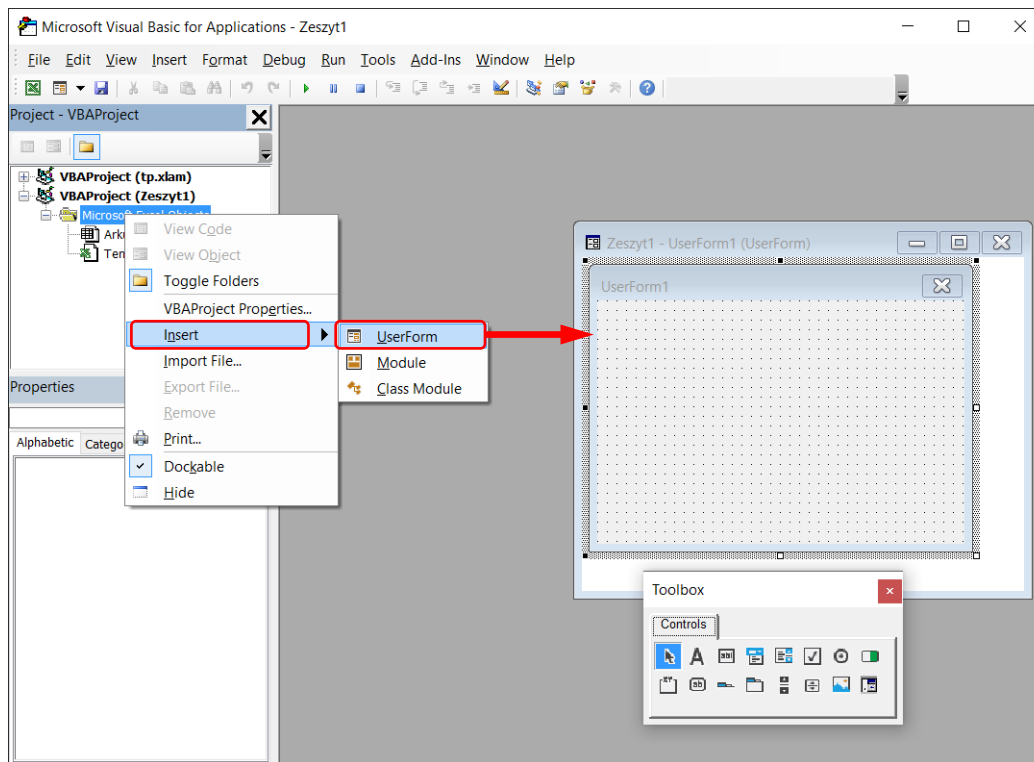 Microsoft Visual Basic for Applications - Zeszyt1
File Edit View Insert Format Debug Run Tools Add-Ins Window Help
Project - VBAProject
VBAProject (tp.xlam)
VBAProject (Zeszyt1)
Microsoft Excel Objects
Arku
Ten
View Code
View Object
Toggle Folders
VBAProject Properties...
Insert
Import File...
Export File...
Remove
Print...
Dockable
Hide
UserForm
Module
Class Module
Properties
Alphabetic Catego
Zeszyt1 - UserForm1 (UserForm)
UserForm1
Toolbox
Controls
A abl
XY ab